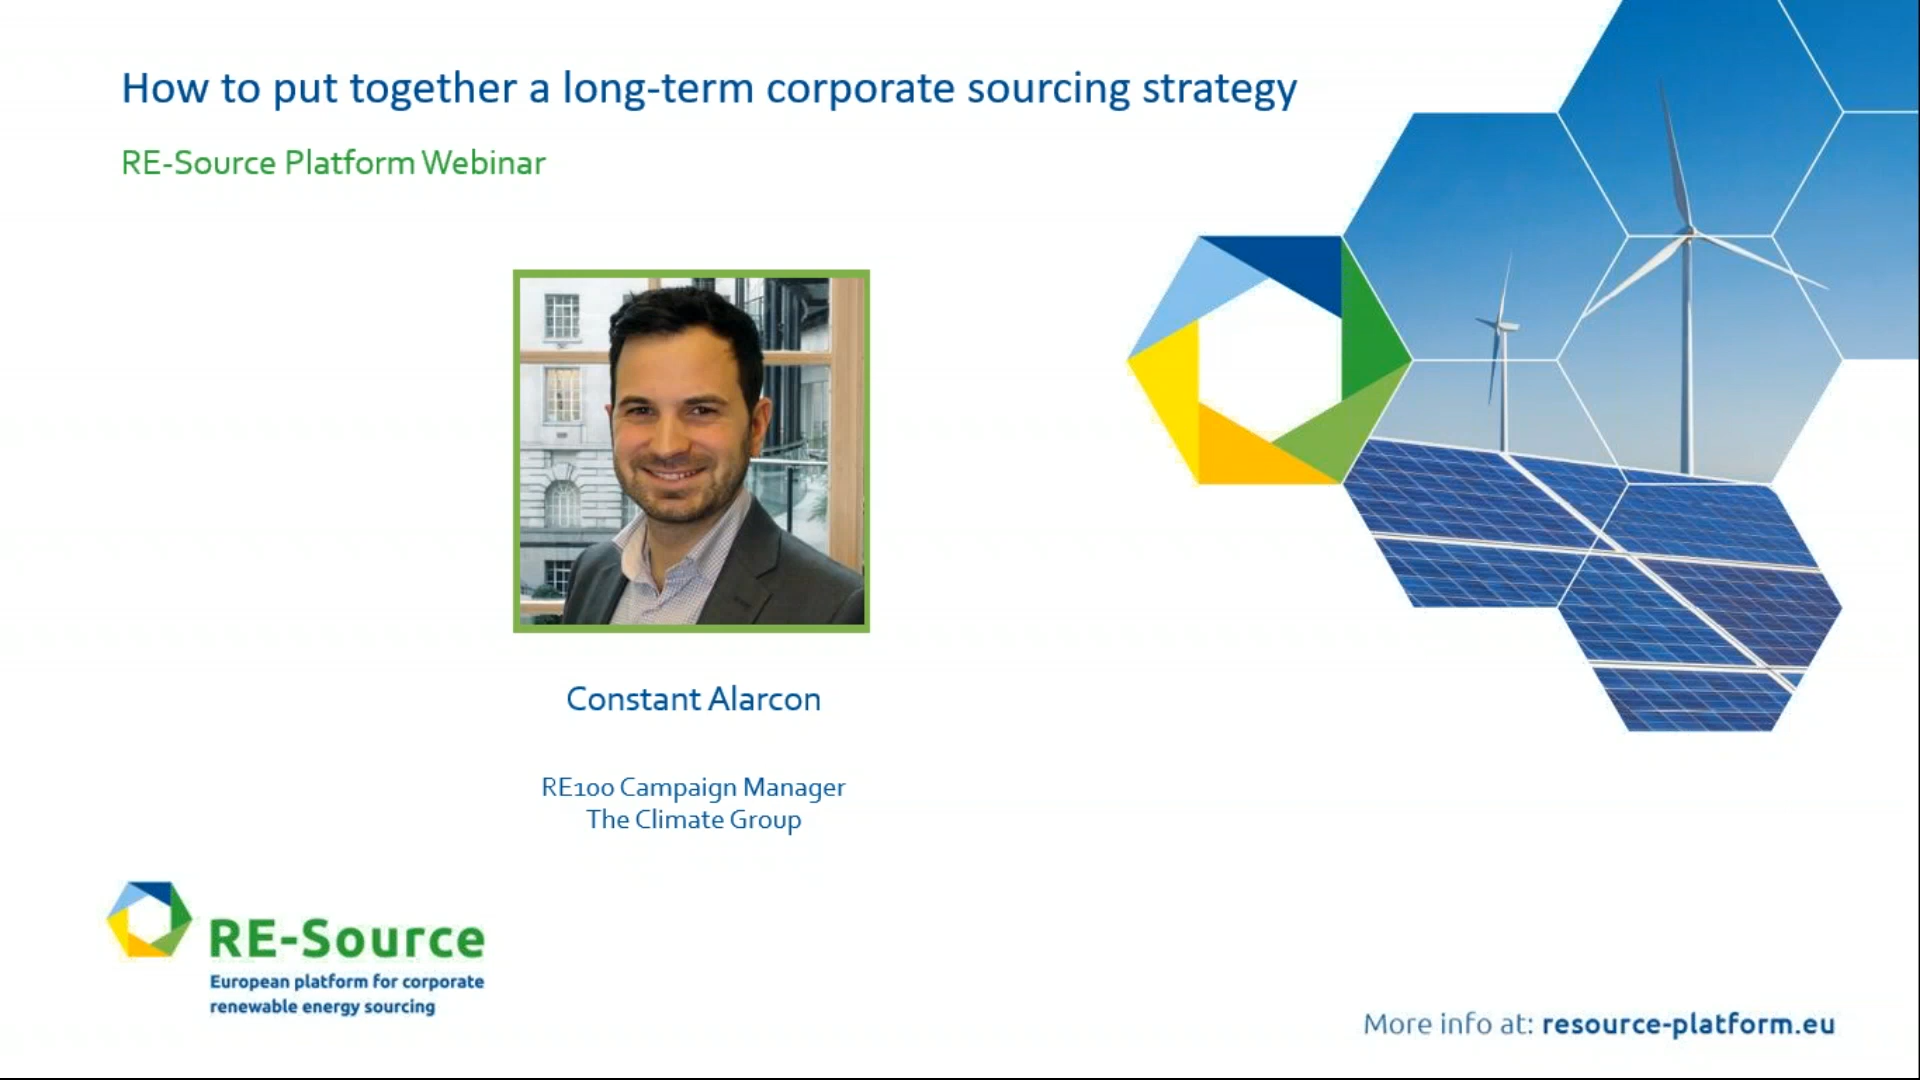 How to put together a long-term corporate sourcing strategy
RE-Source Platform Webinar
Constant Alarcon
RE100 Campaign Manager
The Climate Group
RE-Source
European platform for corporate
renewable energy sourcing
More info at: resource-platform.eu